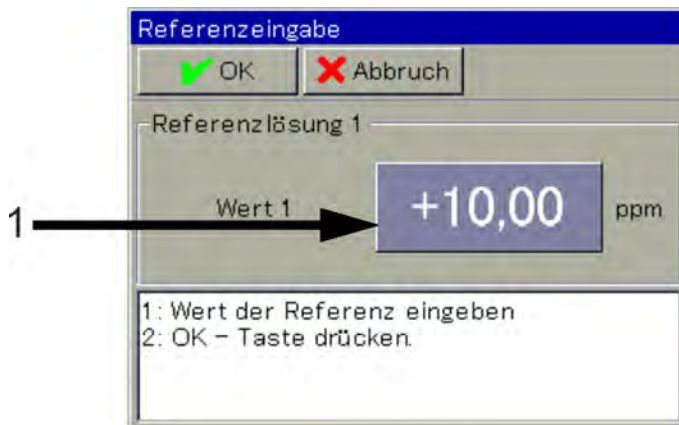 Referenzeingabe
OK Abbruch
Referenzlösung 1
1 Wert 1 +10,00 ppm
1: Wert der Referenz eingeben
2: OK - Taste drücken.